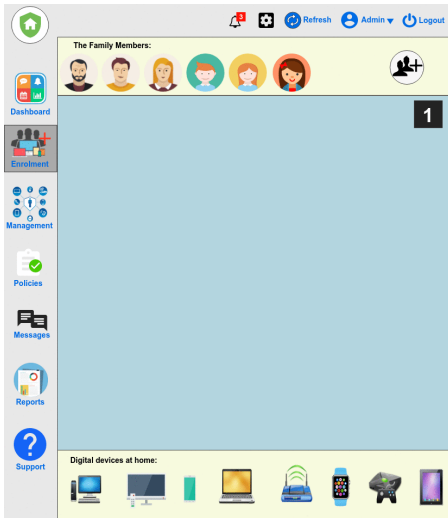 3
Refresh
Admin
Logout
The Family Members:
1
Dashboard
Enrolment
Management
Policies
Messages
Reports
?
Support
Digital devices at home: